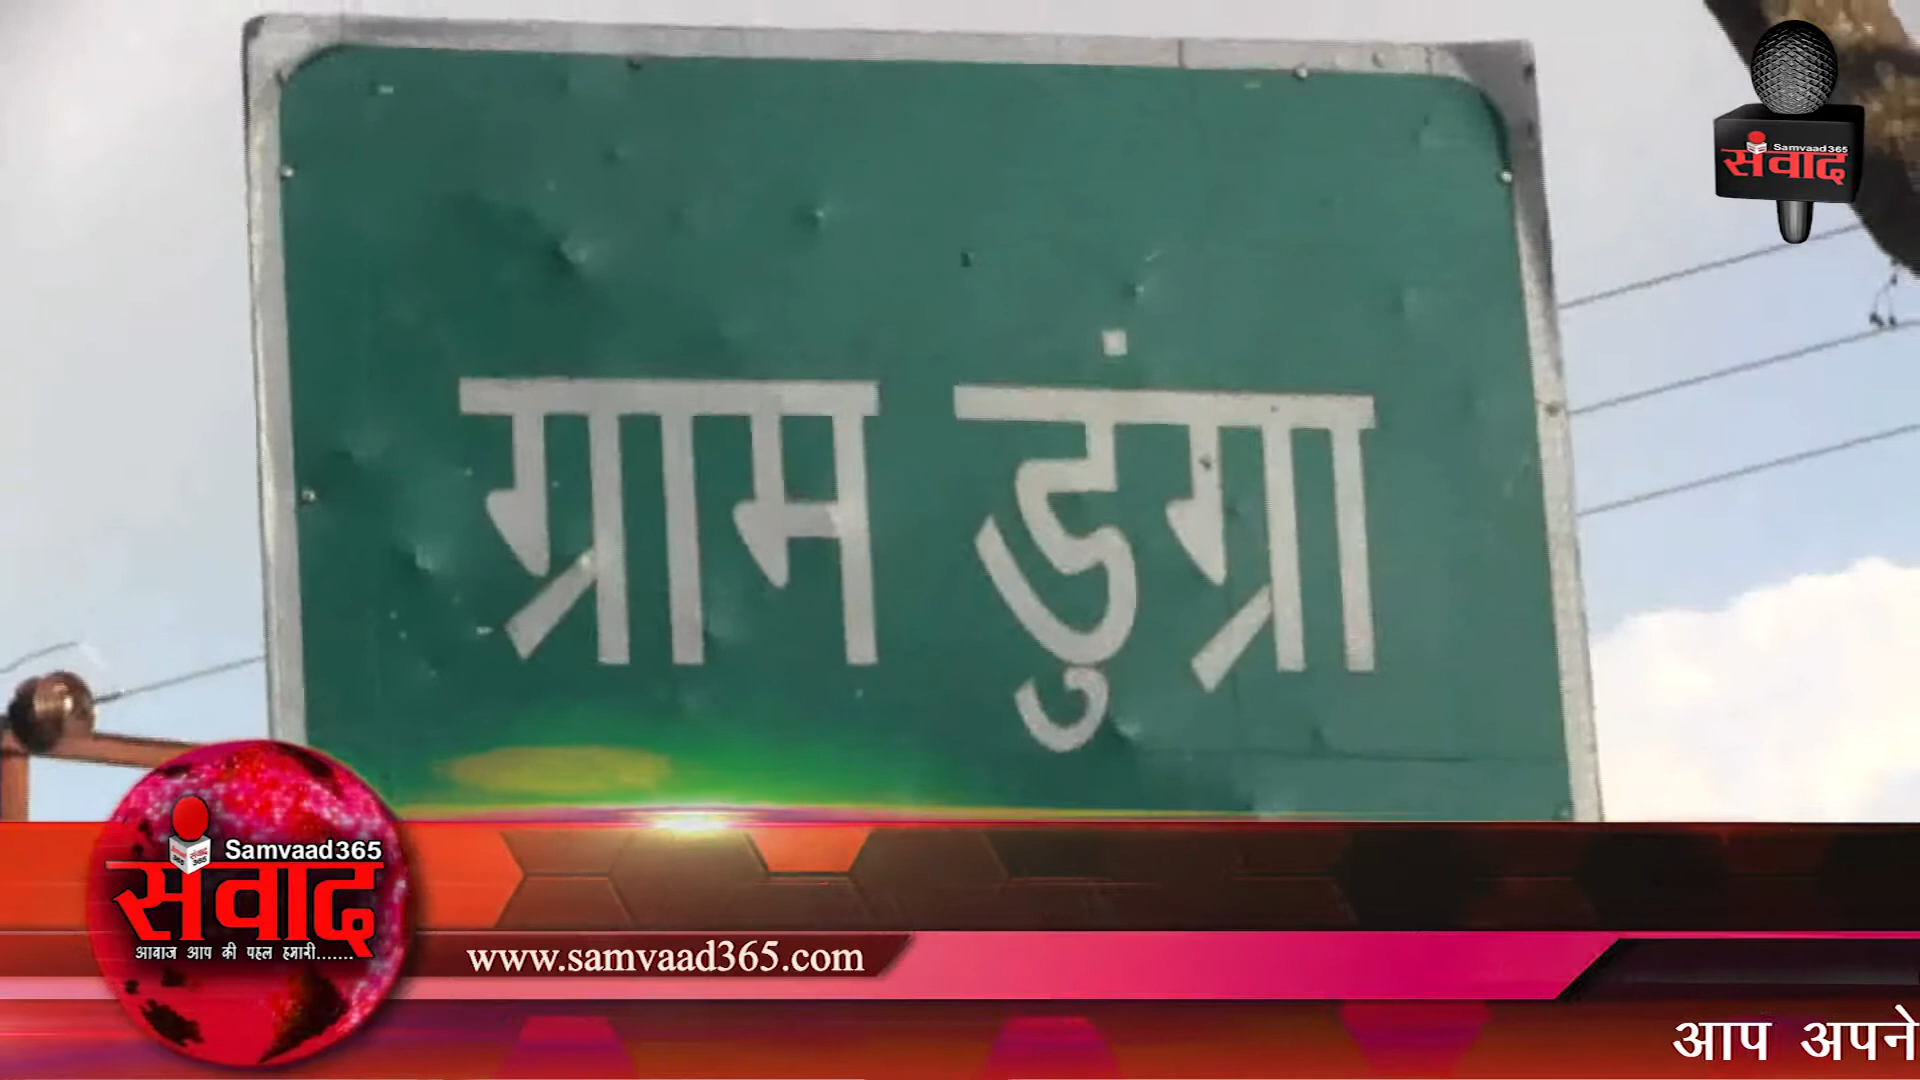 Samvaad365
संवाद
ग्राम डुंग्रा
Samvaad365
संवाद
आवाज आप की पहल हमारी.......
www.samvaad365.com
आप अपने